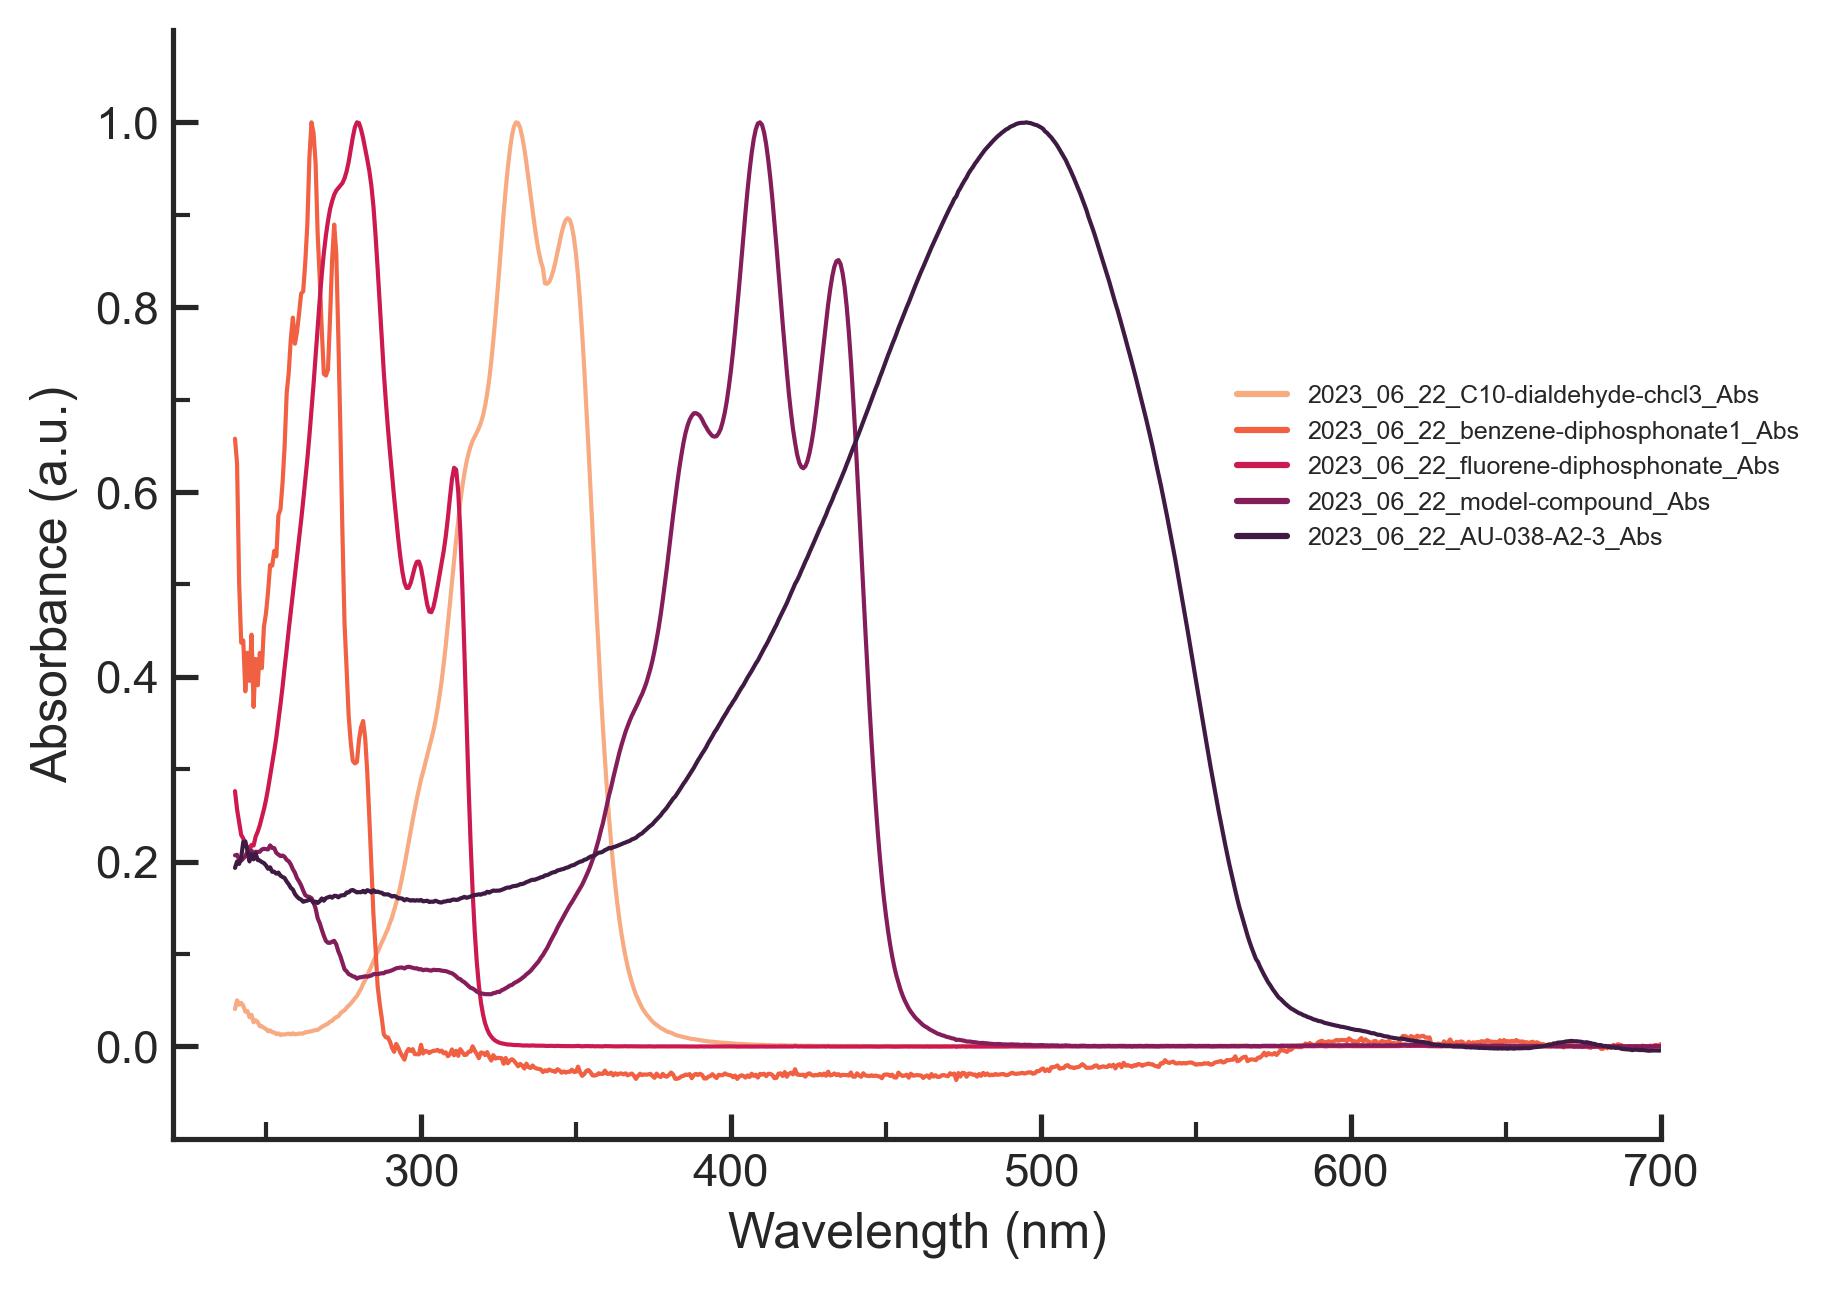 1.0
0.8
0.6
0.4
0.2
0.0
Absorbance (a.u.)
2023_06_22_C10-dialdehyde-chcl3_Abs
2023_06_22_benzene-diphosphonate1_Abs
2023_06_22_fluorene-diphosphonate_Abs
2023_06_22_model-compound_Abs
2023_06_22_AU-038-A2-3_Abs
300 400 500 600 700
Wavelength (nm)